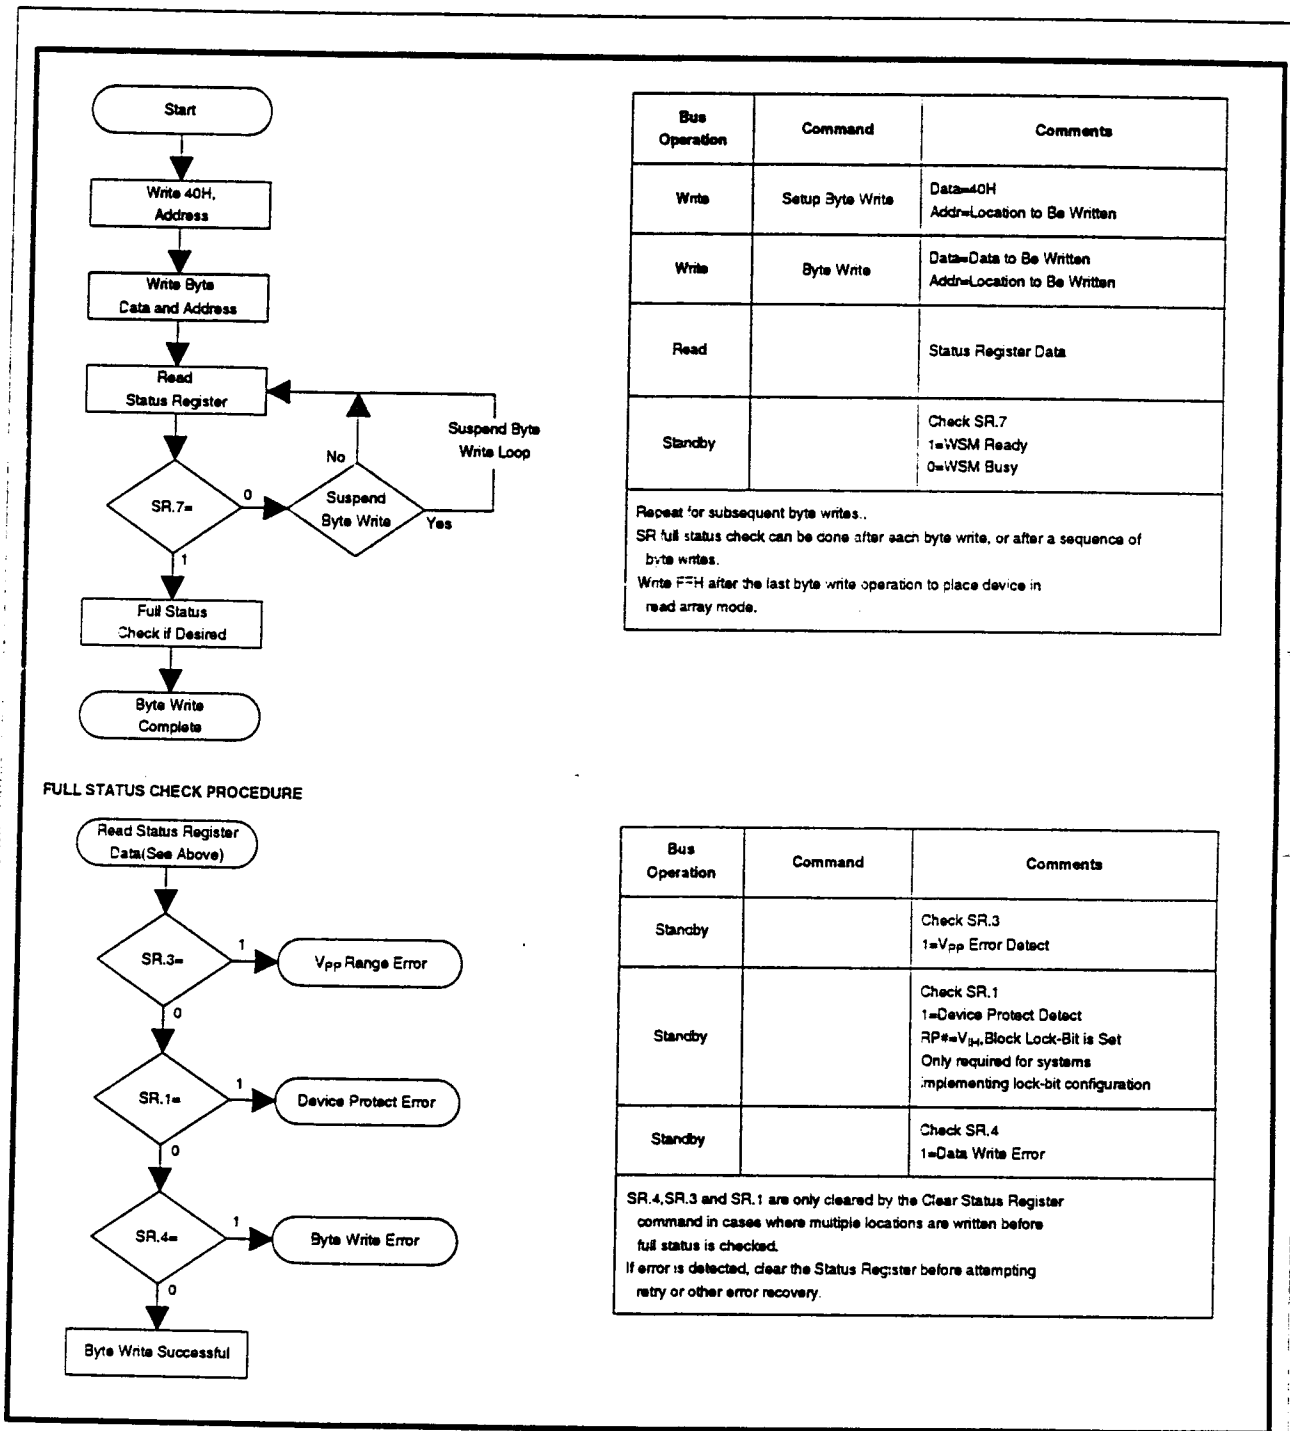 Start
Write 40H,
Address
Write Byte
Data and Address
Read
Status Register
Suspend Byte
Write Loop
No
SR.7=
0
Suspend
Byte Write
Yes
1
Full Status
Check if Desired
Byte Write
Complete
Bus
Operation
Command
Comments
Write
Setup Byte Write
Data=40H
Addr=Location to Be Written
Write
Byte Write
Data=Data to Be Written
Addr=Location to Be Written
Read
Status Register Data
Standby
Check SR.7
1=WSM Ready
0=WSM Busy
Repeat for subsequent byte writes..
SR full status check can be done after each byte write, or after a sequence of
byte writes.
Write FFH after the last byte write operation to place device in
read array mode.
FULL STATUS CHECK PROCEDURE
Read Status Register
Data(See Above)
SR.3=
1
VPP Range Error
0
SR.1=
1
Device Protect Error
0
SR.4=
1
Byte Write Error
0
Byte Write Successful
Bus
Operation
Command
Comments
Standby
Check SR.3
1=VPP Error Detect
Standby
Check SR.1
1=Device Protect Detect
RP#=VIH,Block Lock-Bit is Set
Only required for systems
implementing lock-bit configuration
Standby
Check SR.4
1=Data Write Error
SR.4,SR.3 and SR.1 are only cleared by the Clear Status Register
command in cases where multiple locations are written before
full status is checked.
If error is detected, clear the Status Register before attempting
retry or other error recovery.